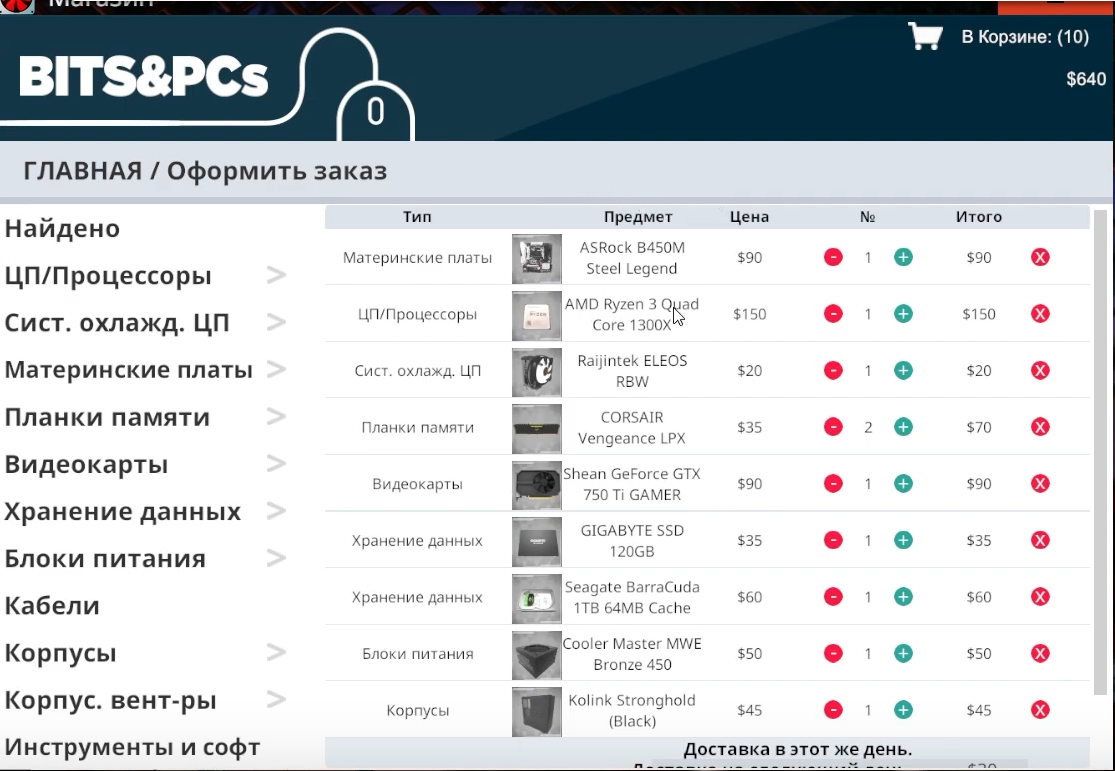 Магазин
BITS&PCs
В Корзине: (10)
$640
ГЛАВНАЯ / Оформить заказ
Найдено
ЦП/Процессоры >
Сист. охлажд. ЦП >
Материнские платы >
Планки памяти >
Видеокарты >
Хранение данных >
Блоки питания >
Кабели
Корпусы >
Корпус. вент-ры >
Инструменты и софт
Тип Предмет Цена № Итого
Материнские платы ASRock B450M $90 - 1 + $90 X
Steel Legend
ЦП/Процессоры AMD Ryzen 3 Quad $150 - 1 + $150 X
Core 1300X
Сист. охлажд. ЦП Raijintek ELEOS $20 - 1 + $20 X
RBW
Планки памяти CORSAIR $35 - 2 + $70 X
Vengeance LPX
Видеокарты Shean GeForce GTX $90 - 1 + $90 X
750 Ti GAMER
Хранение данных GIGABYTE SSD $35 - 1 + $35 X
120GB
Хранение данных Seagate BarraCuda $60 - 1 + $60 X
1TB 64MB Cache
Блоки питания Cooler Master MWE $50 - 1 + $50 X
Bronze 450
Корпусы Kolink Stronghold $45 - 1 + $45 X
(Black)
Доставка в этот же день.
Доставка на следующий день